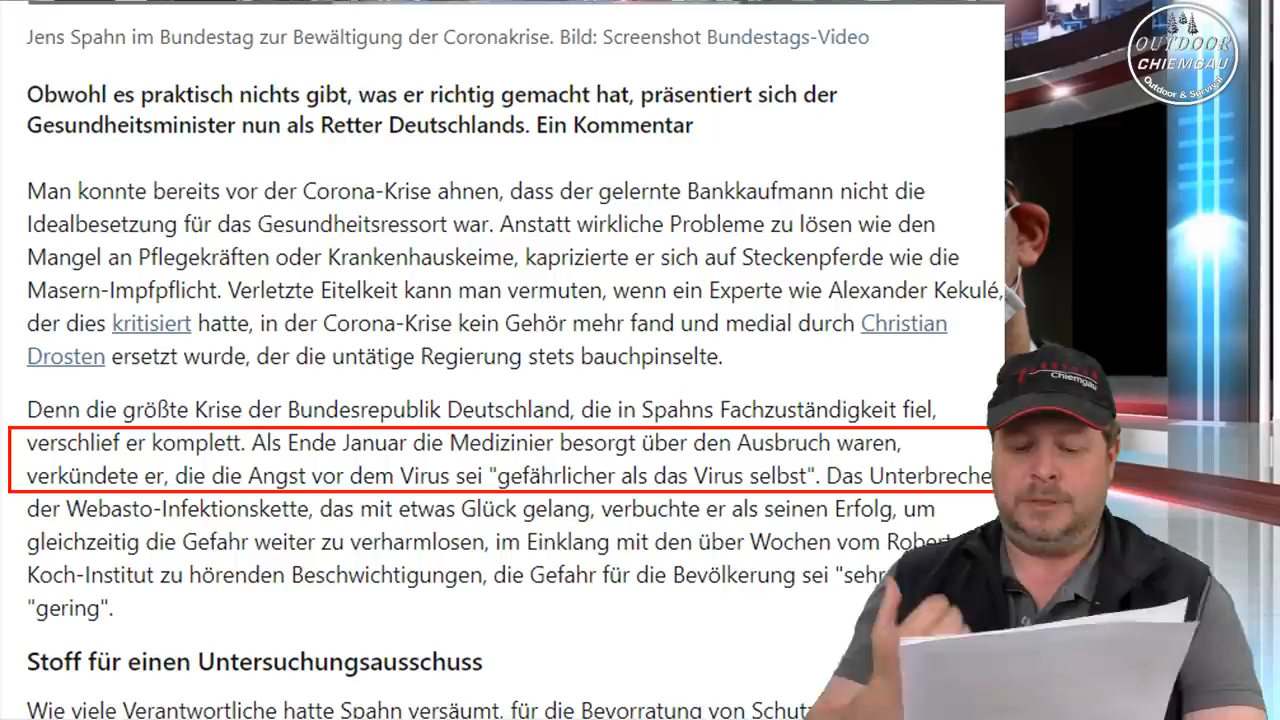 Jens Spahn im Bundestag zur Bewältigung der Coronakrise. Bild: Screenshot Bundestags-Video
Obwohl es praktisch nichts gibt, was er richtig gemacht hat, präsentiert sich der
Gesundheitsminister nun als Retter Deutschlands. Ein Kommentar
Man konnte bereits vor der Corona-Krise ahnen, dass der gelernte Bankkaufmann nicht die
Idealbesetzung für das Gesundheitsressort war. Anstatt wirkliche Probleme zu lösen wie den
Mangel an Pflegekräften oder Krankenhauskeime, kaprizierte er sich auf Steckenpferde wie die
Masern-Impfpflicht. Verletzte Eitelkeit kann man vermuten, wenn ein Experte wie Alexander Kekulé,
der dies kritisiert hatte, in der Corona-Krise kein Gehör mehr fand und medial durch Christian
Drosten ersetzt wurde, der die untätige Regierung stets bauchpinselte.
Denn die größte Krise der Bundesrepublik Deutschland, die in Spahns Fachzuständigkeit fiel,
verschlief er komplett. Als Ende Januar die Medizinier besorgt über den Ausbruch waren,
verkündete er, die die Angst vor dem Virus sei "gefährlicher als das Virus selbst". Das Unterbreche
der Webasto-Infektionskette, das mit etwas Glück gelang, verbuchte er als seinen Erfolg, um
gleichzeitig die Gefahr weiter zu verharmlosen, im Einklang mit den über Wochen vom Robert
Koch-Institut zu hörenden Beschwichtigungen, die Gefahr für die Bevölkerung sei "sehr
"gering".
Stoff für einen Untersuchungsausschuss
Wie viele Verantwortliche hatte Spahn versäumt, für die Bevorratung von Schutz
OUTDOOR
CHIEMGAU
Outdoor & Survival
Chiemgau